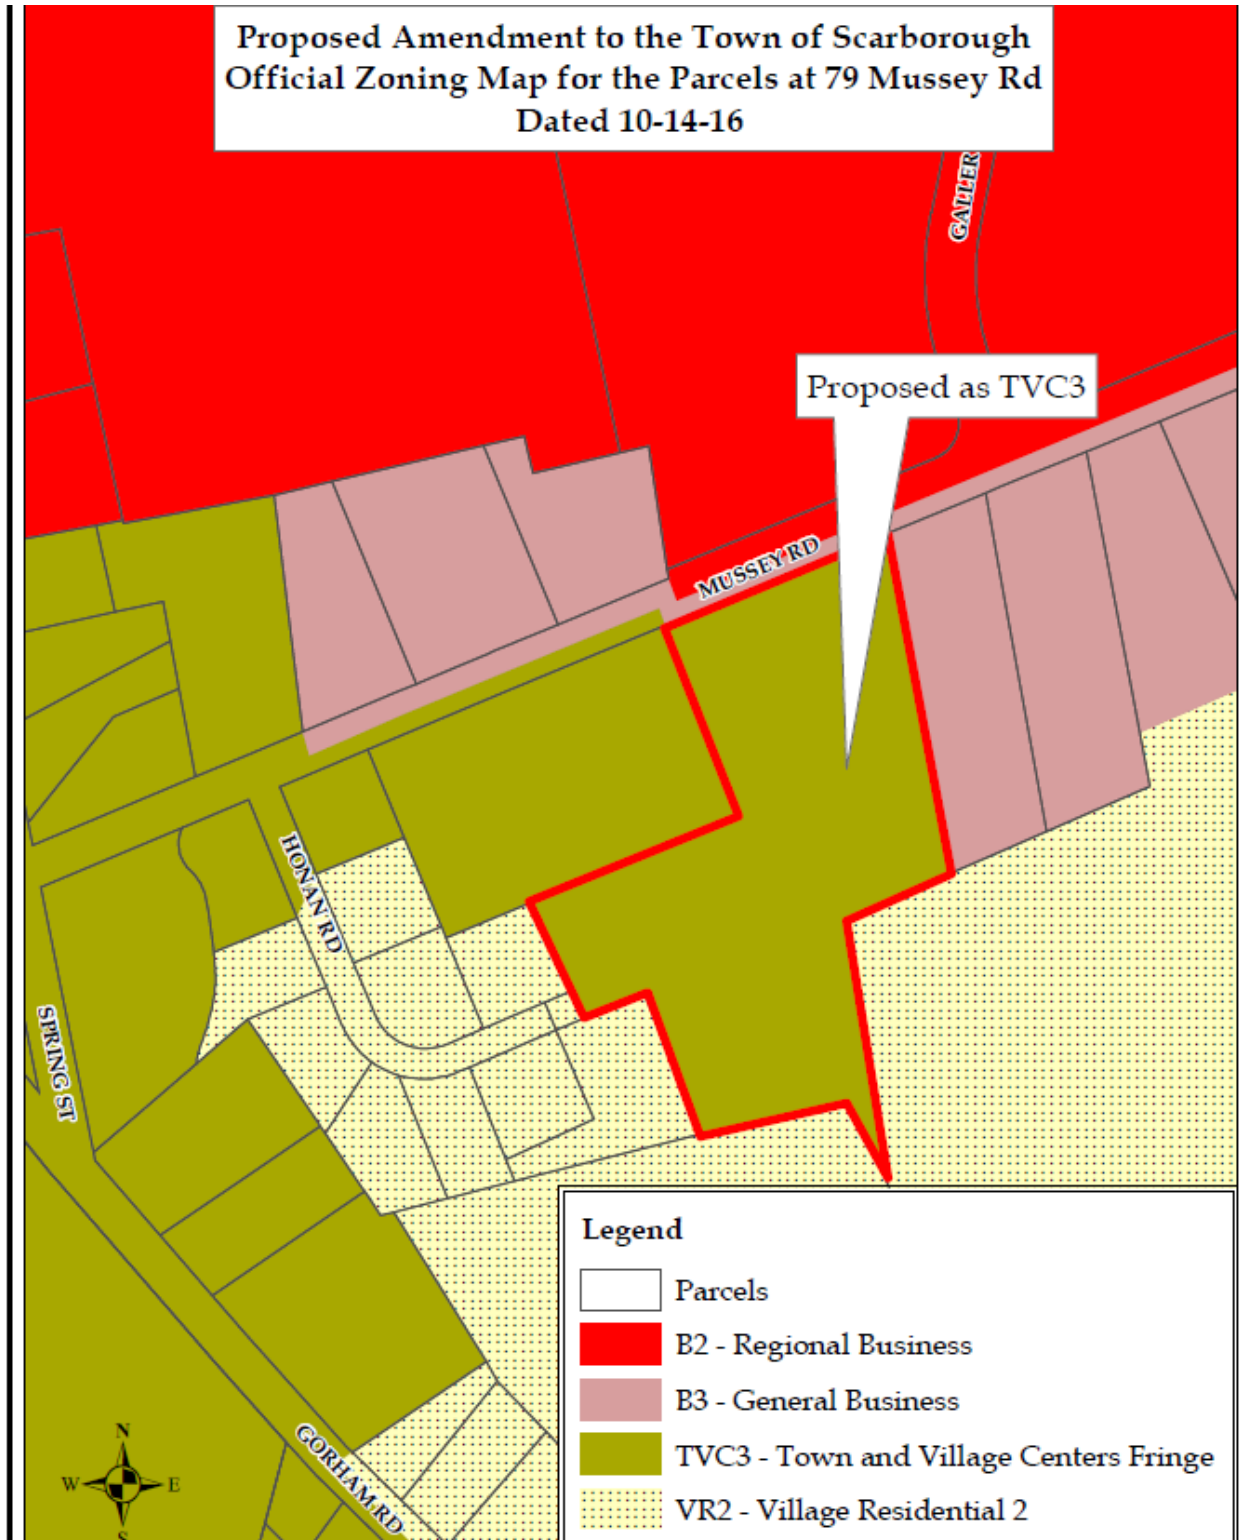 Proposed Amendment to the Town of Scarborough
Official Zoning Map for the Parcels at 79 Mussey Rd
Dated 10-14-16
GALLER
Proposed as TVC3
MUSSEY RD
HONAN RD
SPRING ST
GORHAM RD
N
W
E
S
Legend
Parcels
B2 - Regional Business
B3 - General Business
TVC3 - Town and Village Centers Fringe
VR2 - Village Residential 2